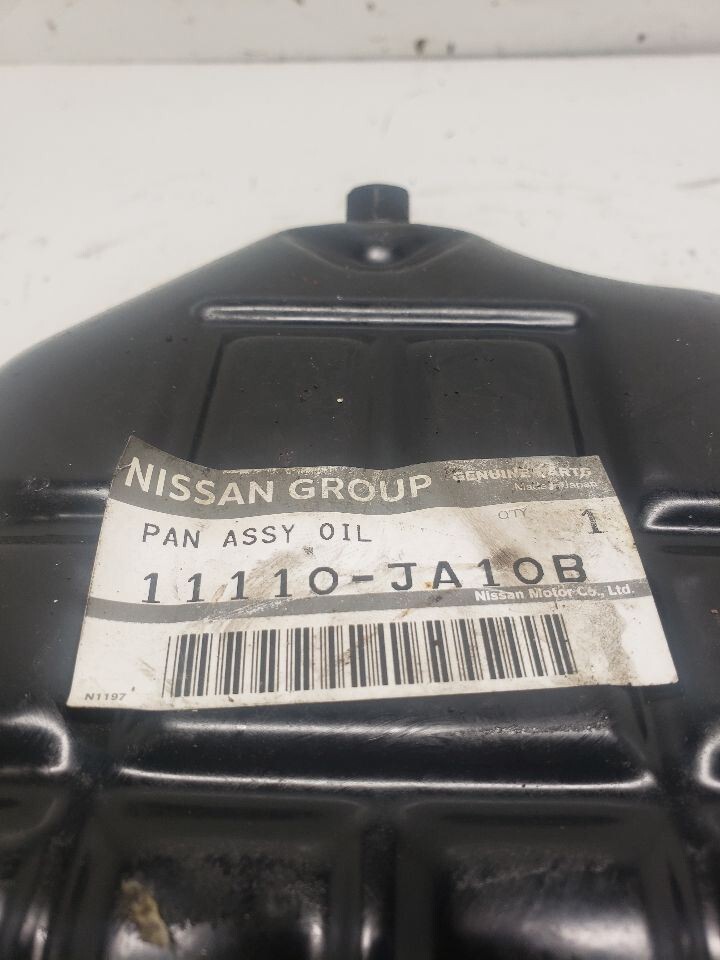 NISSAN GROUP
GENUINE PARTS
Made in Japan
PAN ASSY OIL
QTY 1
11110-JA10B
Nissan Motor Co., Ltd.
N1197